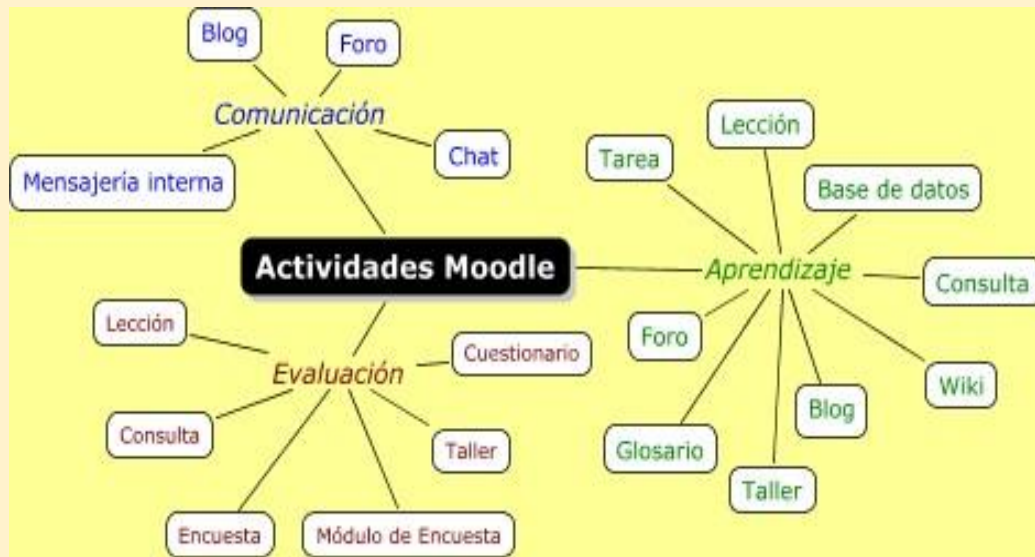 Blog
Foro
Comunicación
Mensajería interna
Chat
Actividades Moodle
Lección
Tarea
Base de datos
Aprendizaje
Consulta
Foro
Wiki
Blog
Glosario
Taller
Lección
Cuestionario
Evaluación
Consulta
Taller
Encuesta
Módulo de Encuesta